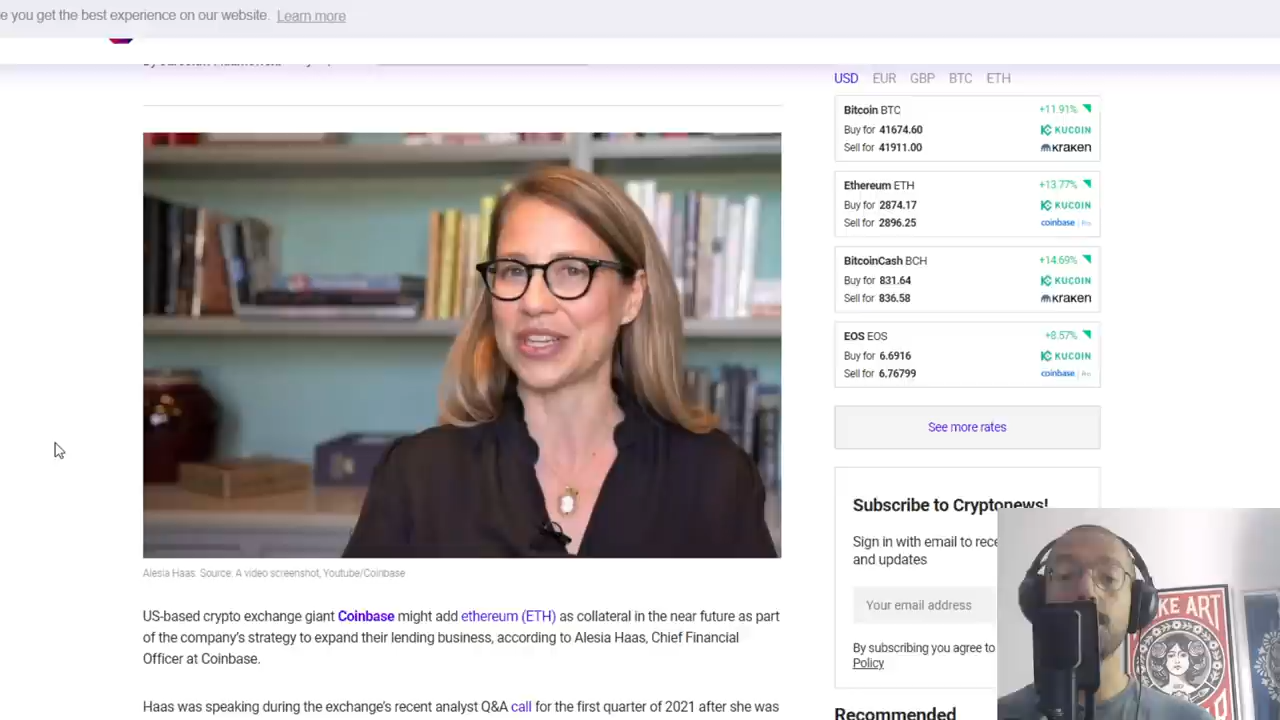 e you get the best experience on our website. Learn more
USD EUR GBP BTC ETH
Bitcoin BTC +11.91%
Buy for 41674.60 KUCOIN
Sell for 41911.00 kraken
Ethereum ETH +13.77%
Buy for 2874.17 KUCOIN
Sell for 2896.25 coinbase | Pro
BitcoinCash BCH +14.69%
Buy for 831.64 KUCOIN
Sell for 836.58 kraken
EOS EOS +8.57%
Buy for 6.6916 KUCOIN
Sell for 6.76799 coinbase | Pro
See more rates
Subscribe to Cryptonews!
Sign in with email to rece
and updates
Your email address
By subscribing you agree to
Policy
Recommended
Alesia Haas. Source: A video screenshot, Youtube/Coinbase
US-based crypto exchange giant Coinbase might add ethereum (ETH) as collateral in the near future as part
of the company's strategy to expand their lending business, according to Alesia Haas, Chief Financial
Officer at Coinbase.
Haas was speaking during the exchange's recent analyst Q&A call for the first quarter of 2021 after she was
KE ART